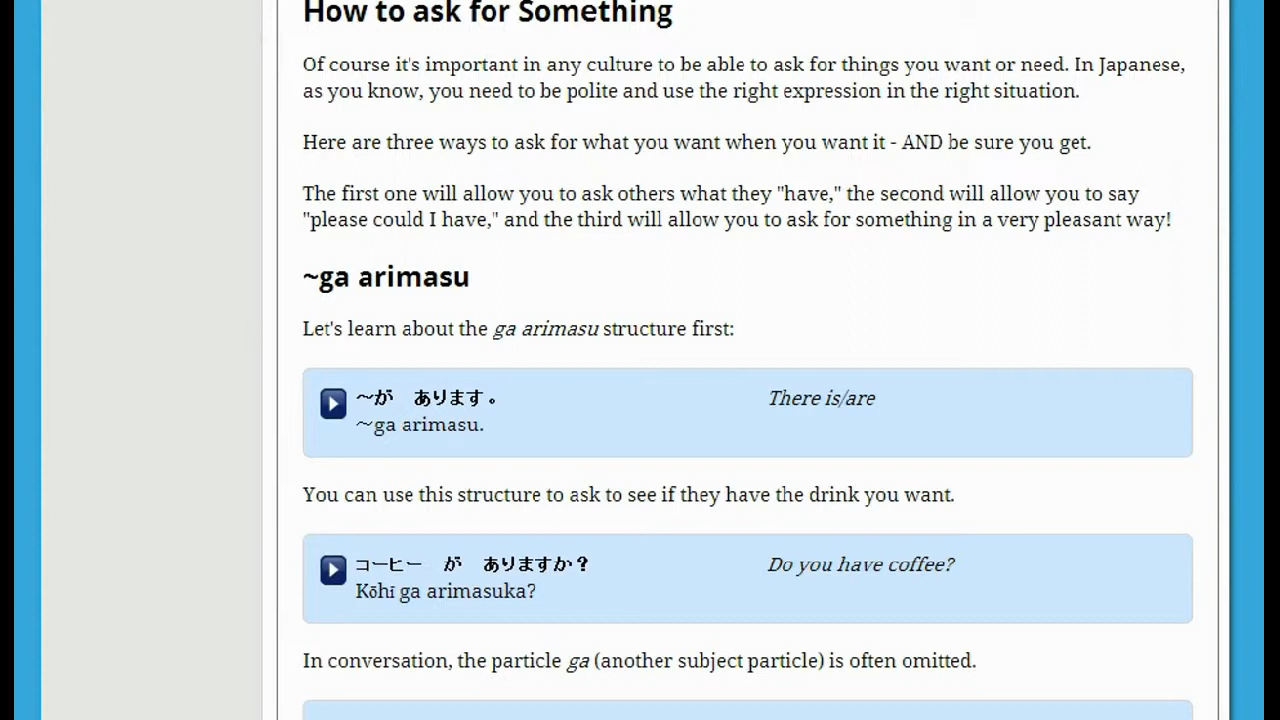 How to ask for Something
Of course it's important in any culture to be able to ask for things you want or need. In Japanese,
as you know, you need to be polite and use the right expression in the right situation.
Here are three ways to ask for what you want when you want it - AND be sure you get.
The first one will allow you to ask others what they "have," the second will allow you to say
"please could I have," and the third will allow you to ask for something in a very pleasant way!
~ga arimasu
Let's learn about the ga arimasu structure first:
～が　あります。 There is/are
～ga arimasu.
You can use this structure to ask to see if they have the drink you want.
コーヒー　が　ありますか？ Do you have coffee?
Kōhī ga arimasuka?
In conversation, the particle ga (another subject particle) is often omitted.